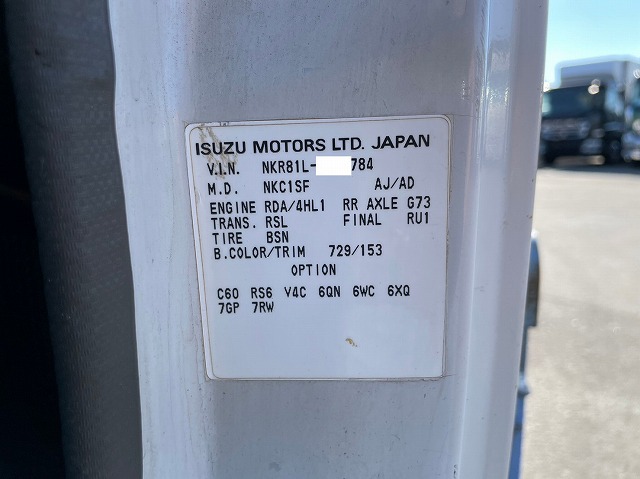 ISUZU MOTORS LTD. JAPAN
V.I.N. NKR81L- 784
M.D. NKC1SF AJ/AD
ENGINE RDA/4HL1 RR AXLE G73
TRANS. RSL FINAL RU1
TIRE BSN
B.COLOR/TRIM 729/153
OPTION
C60 RS6 V4C 6QN 6WC 6XQ
7GP 7RW